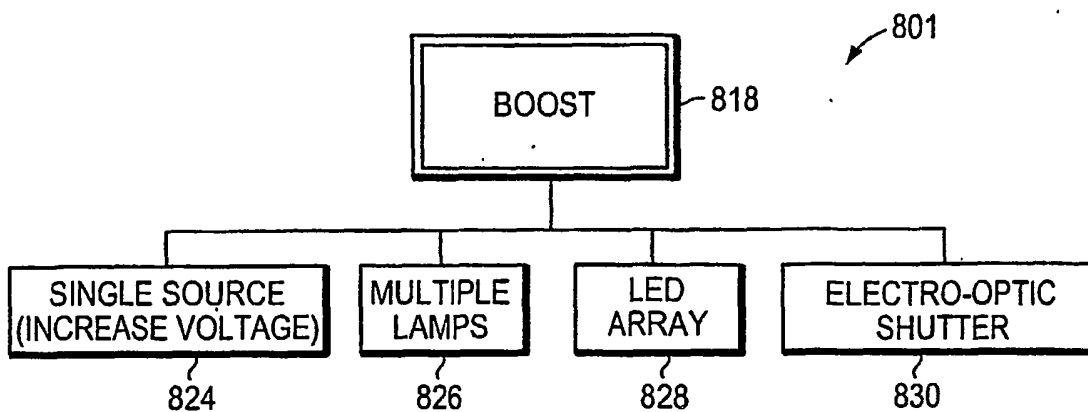 801
BOOST
818
SINGLE SOURCE
(INCREASE VOLTAGE)
MULTIPLE
LAMPS
LED
ARRAY
ELECTRO-OPTIC
SHUTTER
824
826
828
830